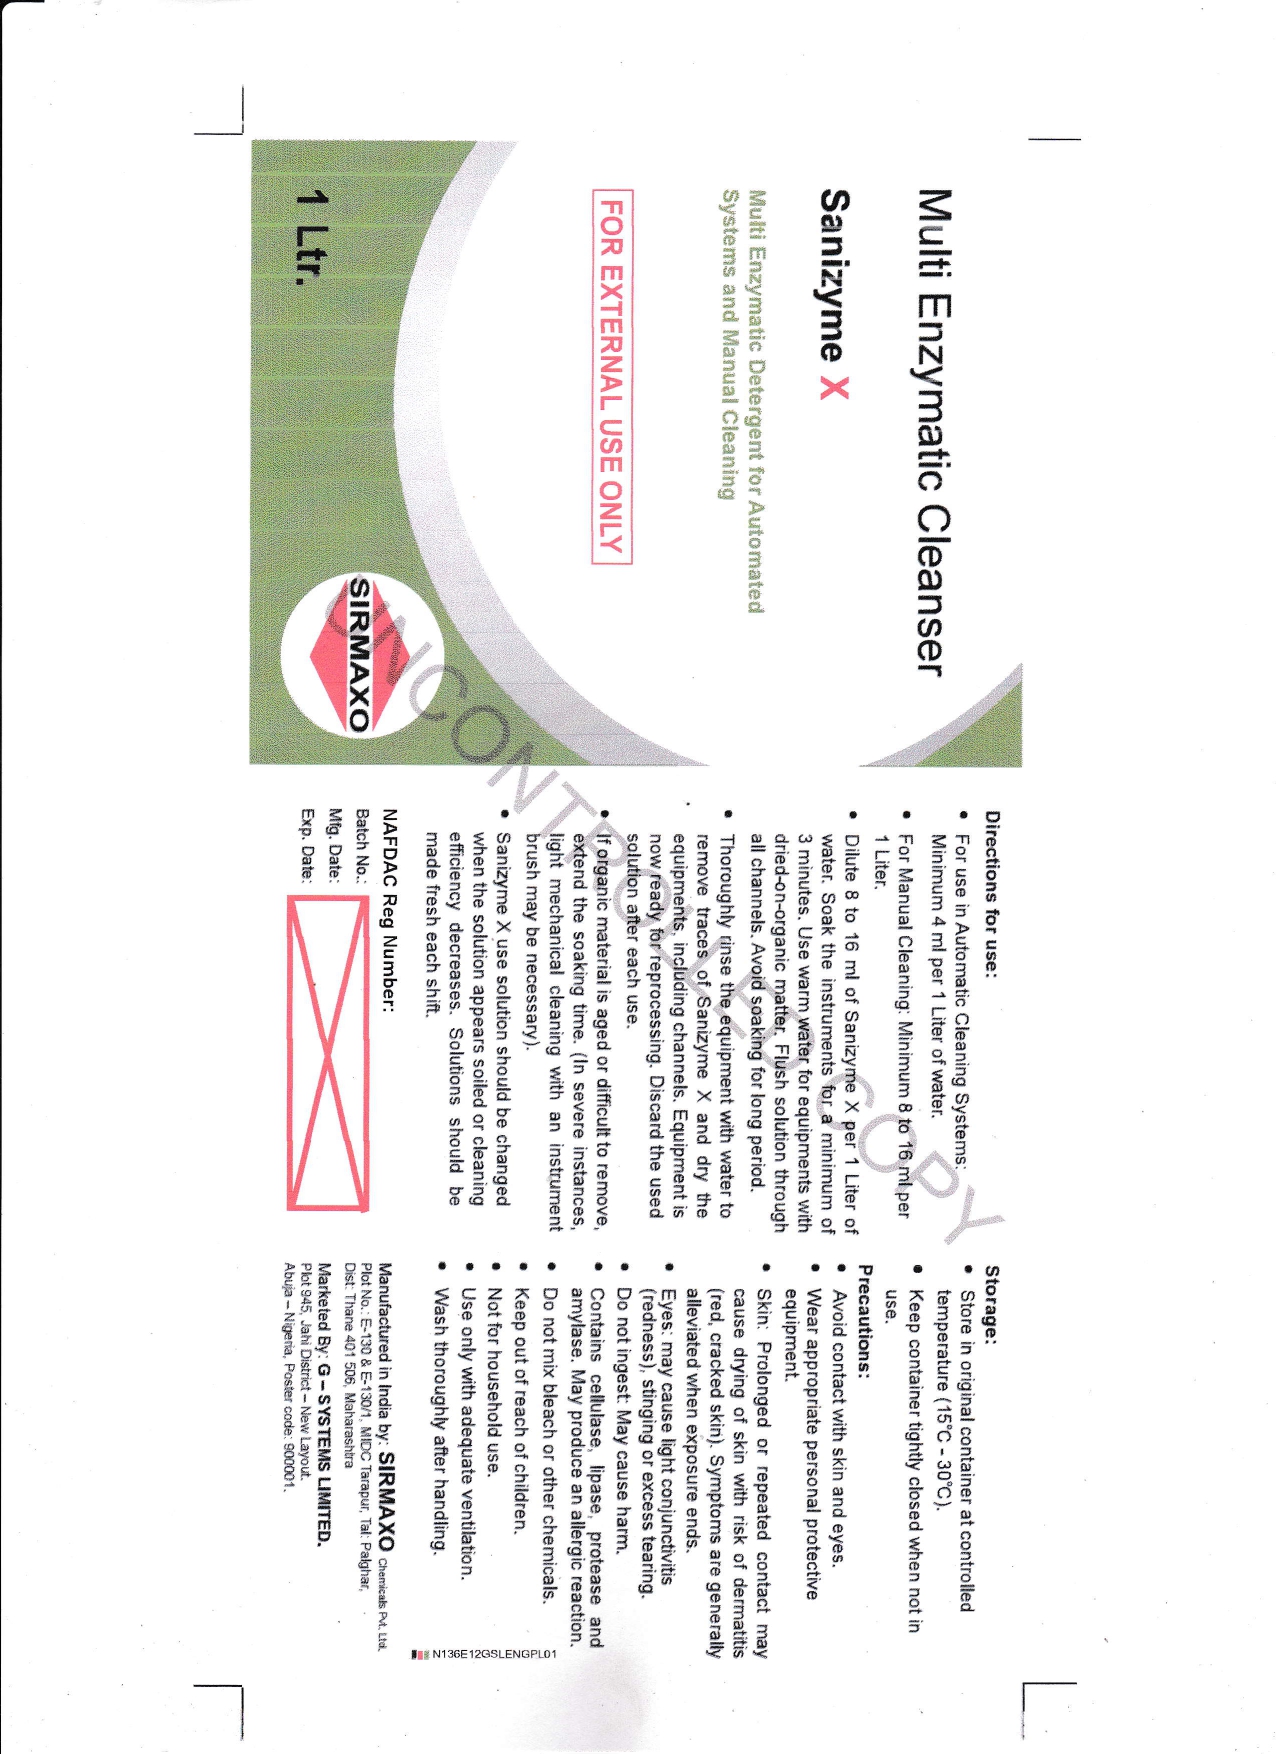 Multi Enzymatic Cleanser
Sanizyme X
Multi Enzymatic Detergent for Automated
Systems and Manual Cleaning
FOR EXTERNAL USE ONLY
1 Ltr.
SIRMAXO
Directions for use:
• For use in Automatic Cleaning Systems:
Minimum 4 ml per 1 Liter of water.
• For Manual Cleaning: Minimum 8 to 16 ml per
1 Liter.
• Dilute 8 to 16 ml of Sanizyme X per 1 Liter of
water. Soak the instruments for a minimum of
3 minutes. Use warm water for equipments with
dried-on-organic matter. Flush solution through
all channels. Avoid soaking for long period.
• Thoroughly rinse the equipment with water to
remove traces of Sanizyme X and dry the
equipments, including channels. Equipment is
now ready for reprocessing. Discard the used
solution after each use.
• If organic material is aged or difficult to remove,
extend the soaking time. (In severe instances,
light mechanical cleaning with an instrument
brush may be necessary).
• Sanizyme X use solution should be changed
when the solution appears soiled or cleaning
efficiency decreases. Solutions should be
made fresh each shift.
NAFDAC Reg Number:
Batch No.:
Mfg. Date:
Exp. Date:
Storage:
• Store in original container at controlled
temperature (15°C - 30°C).
• Keep container tightly closed when not in
use.
Precautions:
• Avoid contact with skin and eyes.
• Wear appropriate personal protective
equipment.
• Skin: Prolonged or repeated contact may
cause drying of skin with risk of dermatitis
(red, cracked skin). Symptoms are generally
alleviated when exposure ends.
• Eyes: may cause light conjunctivitis
(redness), stinging or excess tearing.
• Do not ingest: May cause harm.
• Contains cellulase, lipase, protease and
amylase. May produce an allergic reaction.
• Do not mix bleach or other chemicals.
• Keep out of reach of children.
• Not for household use.
• Use only with adequate ventilation.
• Wash thoroughly after handling.
Manufactured in India by: SIRMAXO Chemicals Pvt. Ltd.
Plot No.: E-130 & E-130/1, MIDC Tarapur, Tal: Palghar,
Dist: Thane 401 506, Maharashtra
Marketed By: G – SYSTEMS LIMITED.
Plot 945, Jahi District – New Layout.
Abuja – Nigeria, Poster code: 900001.
N136E12GSLENGPL01
UNCONTROLLED COPY